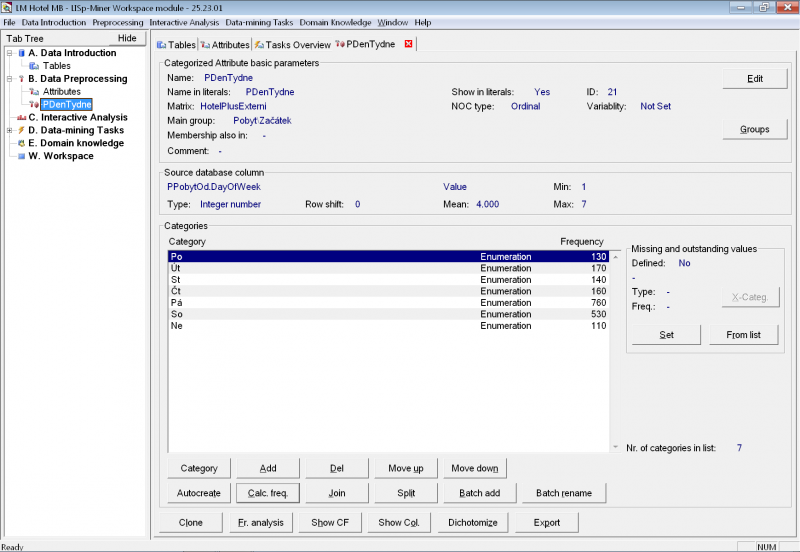 LM Hotel MB - LISp-Miner Workspace module - 25.23.01
File Data Introduction Preprocessing Interactive Analysis Data-mining Tasks Domain Knowledge Window Help
Tab Tree Hide
A. Data Introduction
Tables
B. Data Preprocessing
Attributes
PDenTydne
C. Interactive Analysis
D. Data-mining Tasks
E. Domain knowledge
W. Workspace
Tables Attributes Tasks Overview PDenTydne
Categorized Attribute basic parameters
Name: PDenTydne Edit
Name in literals: PDenTydne Show in literals: Yes ID: 21
Matrix: HotelPlusExterni NOC type: Ordinal Variablity: Not Set
Main group: Pobyt\Začátek Groups
Membership also in: -
Comment: -
Source database column
PPobytOd.DayOfWeek Value Min: 1
Type: Integer number Row shift: 0 Mean: 4.000 Max: 7
Categories
Category Frequency
Po Enumeration 130
Út Enumeration 170
St Enumeration 140
Čt Enumeration 160
Pá Enumeration 760
So Enumeration 530
Ne Enumeration 110
Missing and outstanding values
Defined: No
-
Type: -
X-Categ.
Freq.: -
Set From list
Nr. of categories in list: 7
Category Add Del Move up Move down
Autocreate Calc. freq. Join Split Batch add Batch rename
Clone Fr. analysis Show CF Show Col. Dichotomize Export
Ready NUM